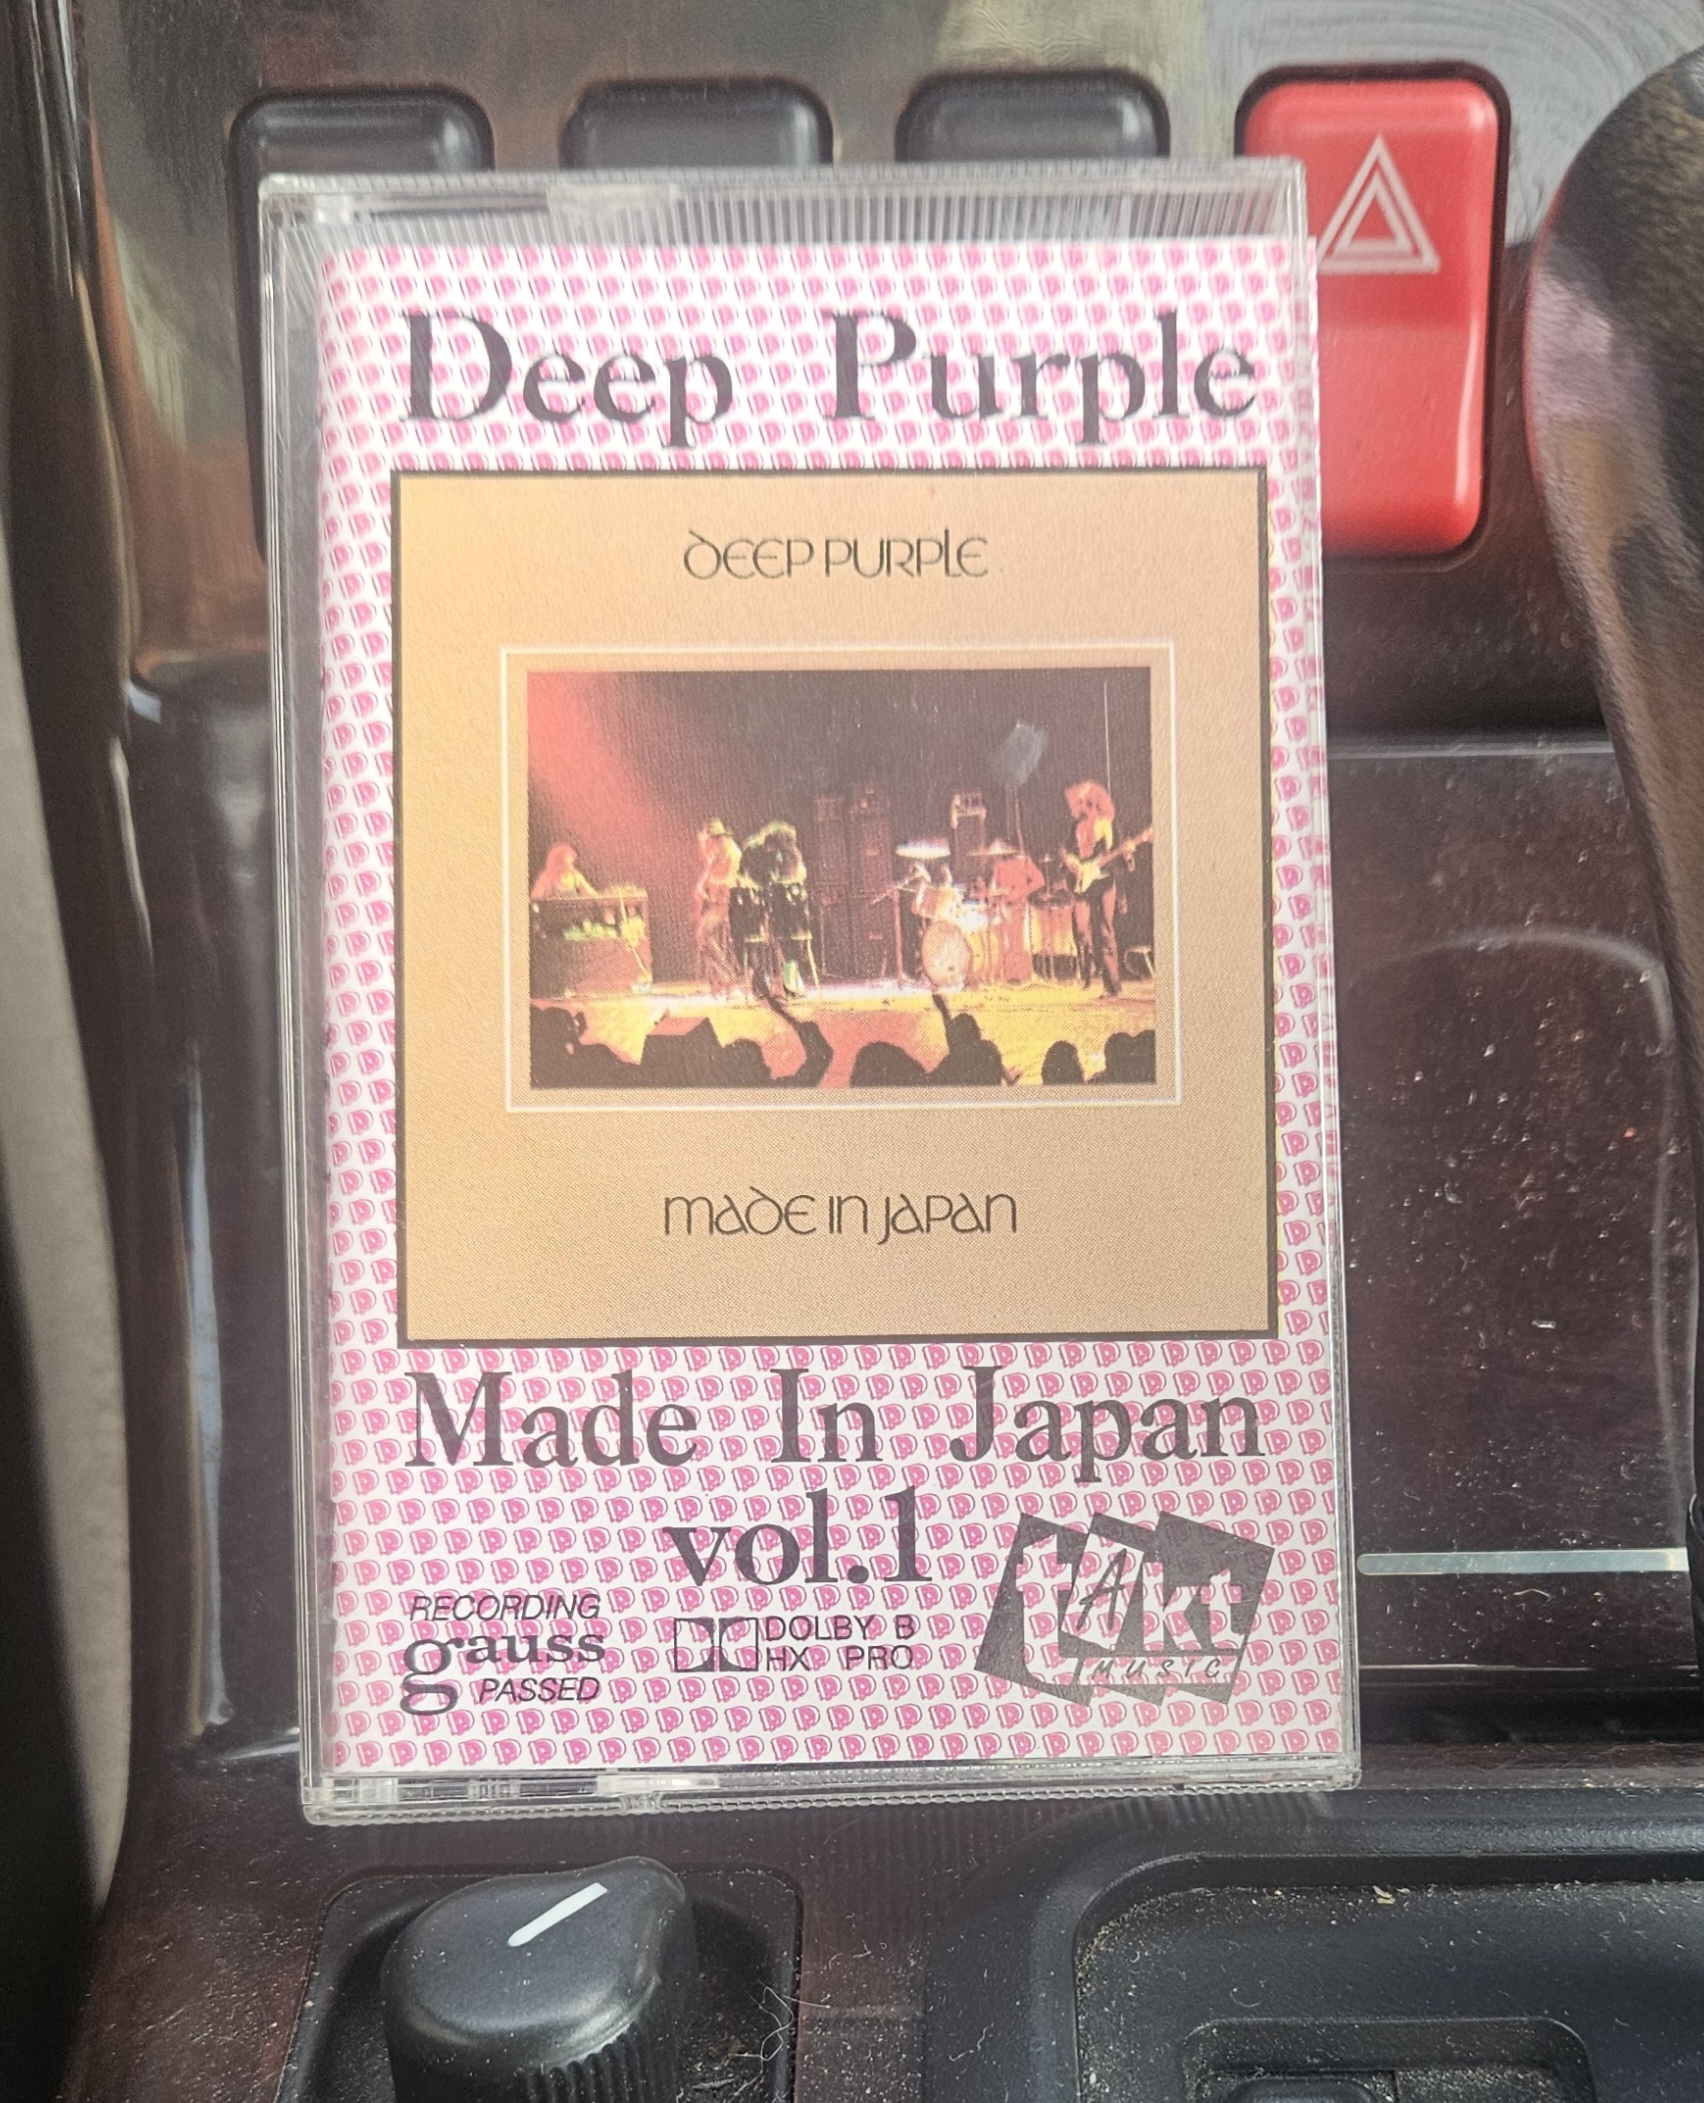 Deep Purple
DEEP PURPLE
MADE IN JAPAN
Made In Japan
vol.1
RECORDING
gauss
PASSED
DOLBY B
HX PRO
AKT
MUSIC